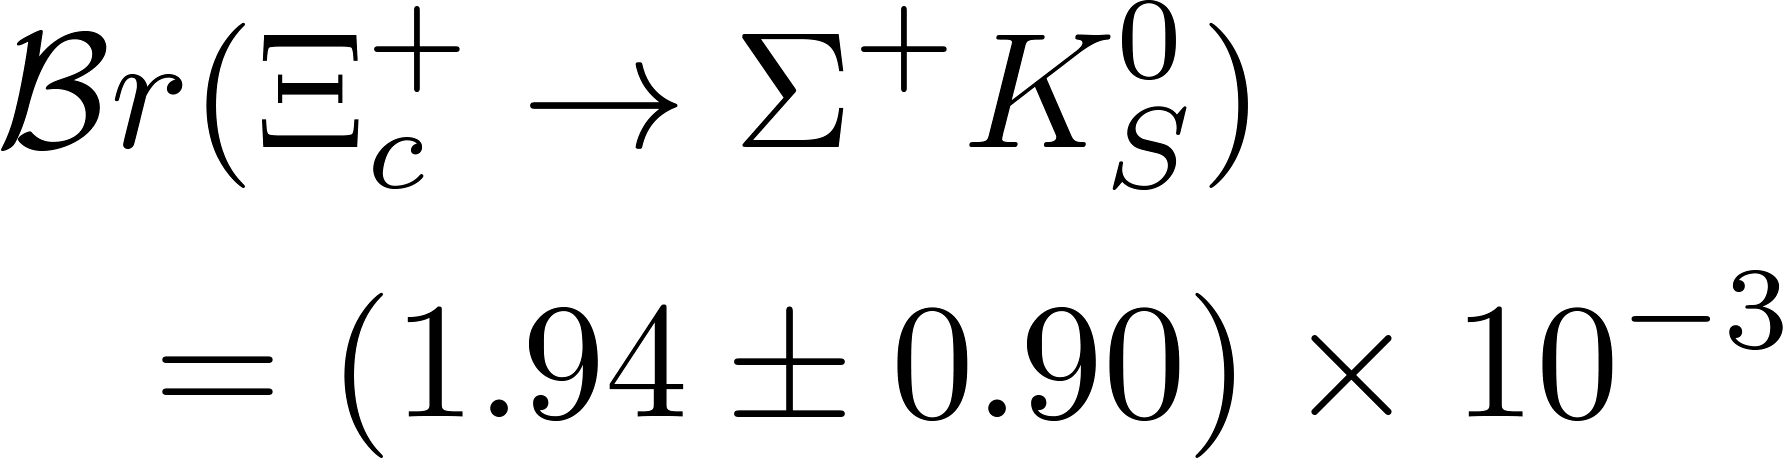 ℬr(Ξ_c^+ → Σ^+ K_S^0)
= (1.94 ± 0.90) × 10^{-3}